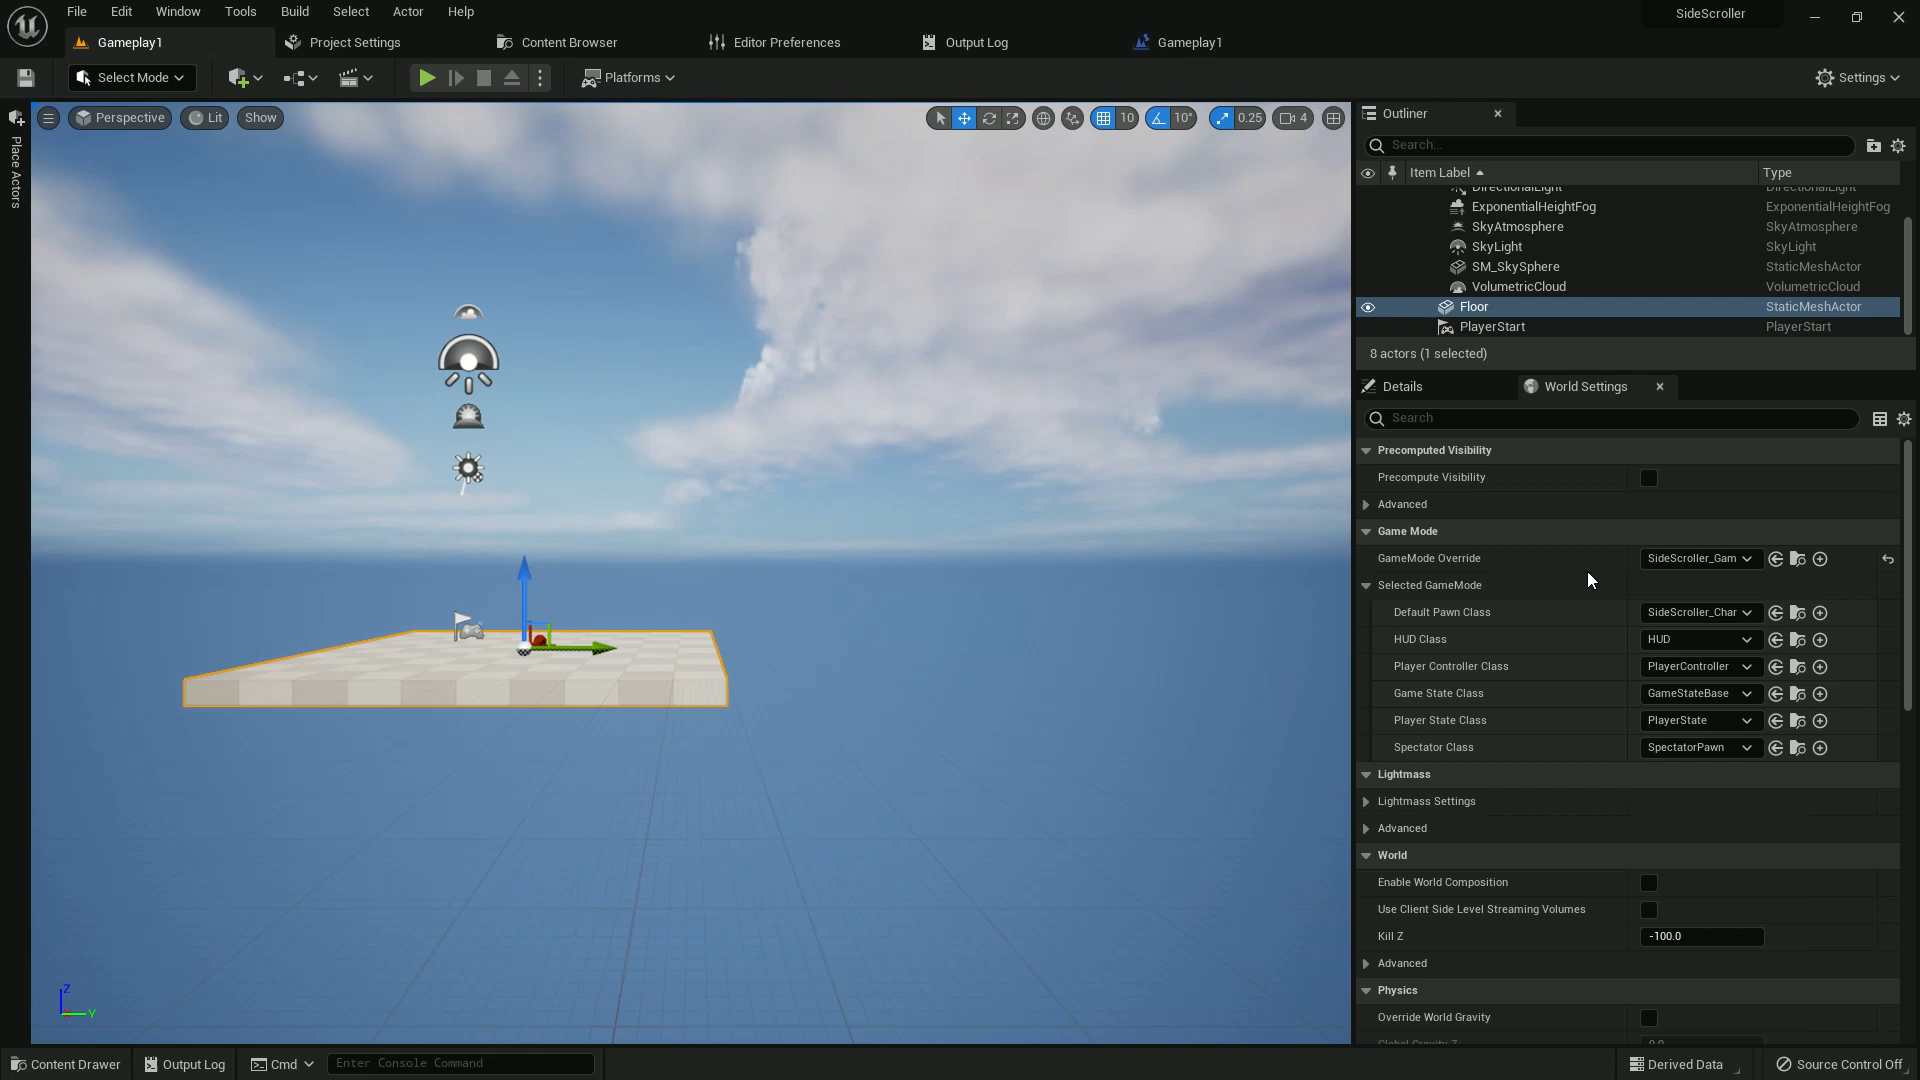 File Edit Window Tools Build Select Actor Help
SideScroller
Gameplay1
Project Settings
Content Browser
Editor Preferences
Output Log
Gameplay1
Select Mode
Platforms
Settings
Place Actors
Perspective
Lit
Show
10
10°
0.25
4
Outliner
Search...
Item Label
Type
DirectionalLight DirectionalLight
ExponentialHeightFog ExponentialHeightFog
SkyAtmosphere SkyAtmosphere
SkyLight SkyLight
SM_SkySphere StaticMeshActor
VolumetricCloud VolumetricCloud
Floor StaticMeshActor
PlayerStart PlayerStart
8 actors (1 selected)
Details
World Settings
Search
Precomputed Visibility
Precompute Visibility
Advanced
Game Mode
GameMode Override SideScroller_Gam
Selected GameMode
Default Pawn Class SideScroller_Char
HUD Class HUD
Player Controller Class PlayerController
Game State Class GameStateBase
Player State Class PlayerState
Spectator Class SpectatorPawn
Lightmass
Lightmass Settings
Advanced
World
Enable World Composition
Use Client Side Level Streaming Volumes
Kill Z -100.0
Advanced
Physics
Override World Gravity
Global Gravity Z 0.0
Z
Y
Content Drawer
Output Log
Cmd
Enter Console Command
Derived Data
Source Control Off